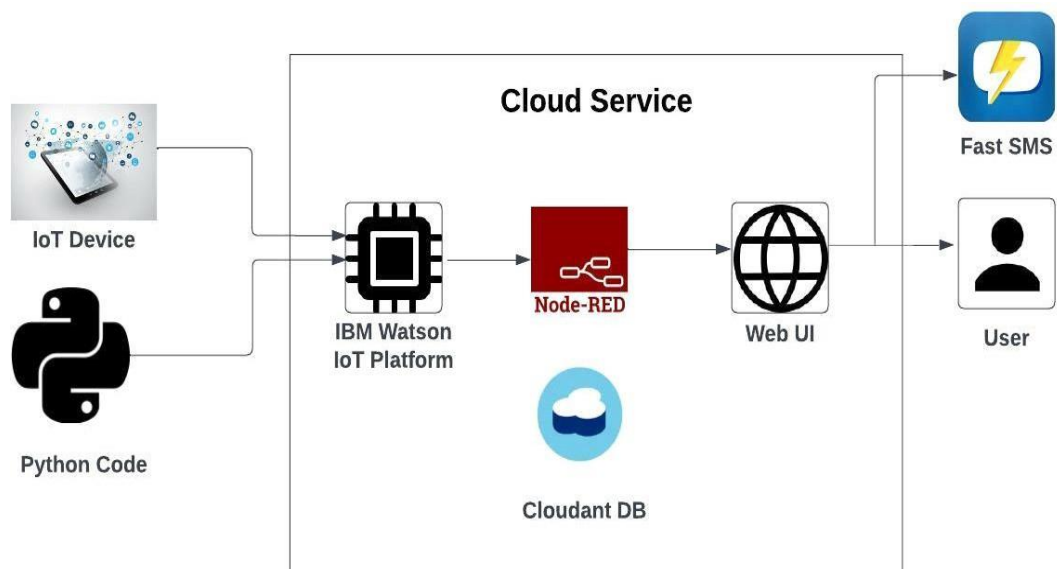 Cloud Service
Fast SMS
IoT Device
Node-RED
IBM Watson
IoT Platform
Web UI
User
Python Code
Cloudant DB